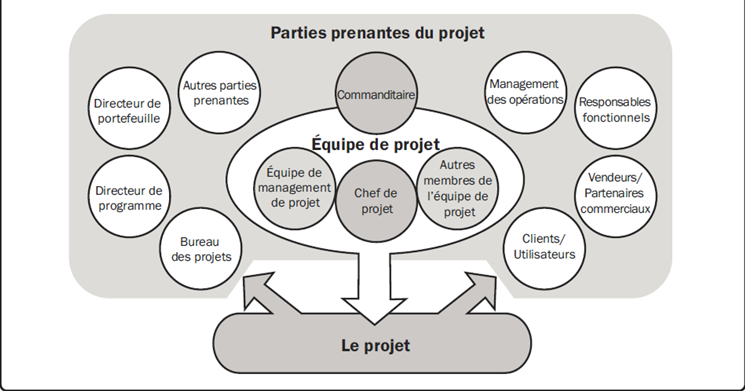 Parties prenantes du projet
Directeur de
portefeuille
Autres parties
prenantes
Commanditaire
Management
des opérations
Responsables
fonctionnels
Équipe de projet
Directeur de
programme
Équipe de
management
de projet
Chef de
projet
Autres
membres de
l'équipe de
projet
Vendeurs/
Partenaires
commerciaux
Bureau
des projets
Clients/
Utilisateurs
Le projet